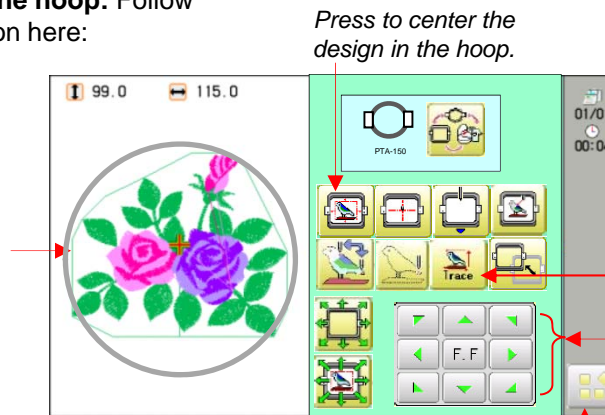 he hoop: Follow
on here:
Press to center the
design in the hoop.
99.0 115.0
PTA-150
01/0
00:04
Trace
F.F